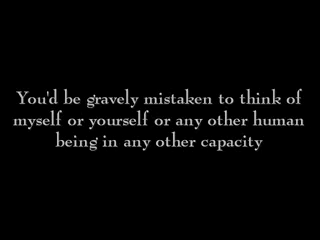 You'd be gravely mistaken to think of
myself or yourself or any other human
being in any other capacity